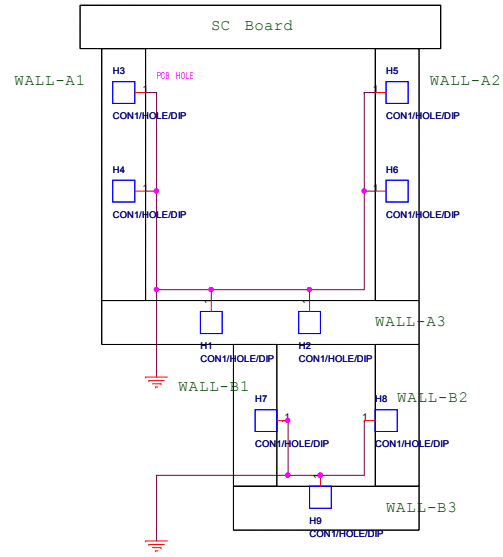 SC Board
WALL-A1
H3
PCB HOLE
H5
WALL-A2
1
1
CON1/HOLE/DIP
CON1/HOLE/DIP
H4
H6
1
1
CON1/HOLE/DIP
CON1/HOLE/DIP
1
1
WALL-A3
H1
H2
CON1/HOLE/DIP
CON1/HOLE/DIP
WALL-B1
H7
H8
WALL-B2
1
1
CON1/HOLE/DIP
CON1/HOLE/DIP
1
WALL-B3
H9
CON1/HOLE/DIP